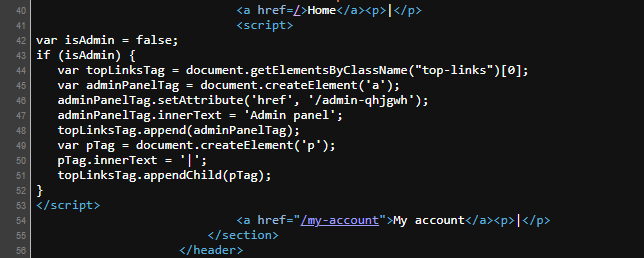 40 <a href=/>Home</a><p>|</p>
41 <script>
42 var isAdmin = false;
43 if (isAdmin) {
44 var topLinksTag = document.getElementsByClassName("top-links")[0];
45 var adminPanelTag = document.createElement('a');
46 adminPanelTag.setAttribute('href', '/admin-qhjgwh');
47 adminPanelTag.innerText = 'Admin panel';
48 topLinksTag.append(adminPanelTag);
49 var pTag = document.createElement('p');
50 pTag.innerText = '|';
51 topLinksTag.appendChild(pTag);
52 }
53 </script>
54 <a href="/my-account">My account</a><p>|</p>
55 </section>
56 </header>